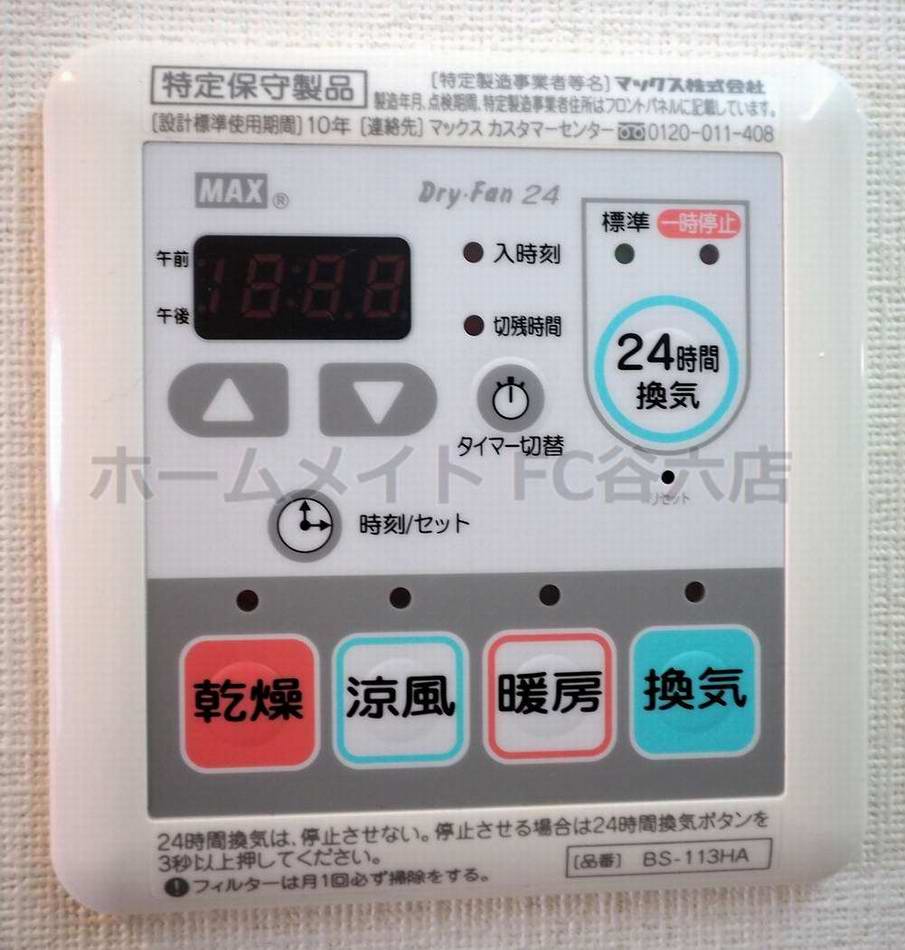 特定保守製品
[特定製造事業者等名] マックス株式会社
製造年月、点検期間、特定製造事業者住所はフロントパネルに記載しています。
[設計標準使用期間] 10年 [連絡先] マックス カスタマーセンター 0120-011-408
MAX®
Dry·Fan 24
標準 一時停止
午前
18:88
入時刻
午後
切残時間
24時間
換気
タイマー切替
ホームメイト FC谷六店
リセット
時刻/セット
乾燥
涼風
暖房
換気
24時間換気は、停止させない。停止させる場合は24時間換気ボタンを
3秒以上押してください。
[品番] BS-113HA
! フィルターは月1回必ず掃除をする。